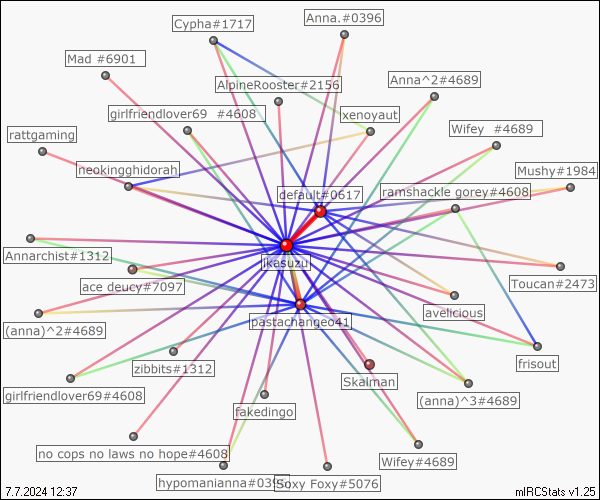 Anna.#0396
Cypha#1717
Mad  #6901
AlpineRooster#2156
Anna^2#4689
girlfriendlover69  #4608
xenoyaut
Wifey  #4689
rattgaming
neokingghidorah
Mushy#1984
default#0617
ramshackle gorey#4608
Annarchist#1312
ikasuzu
Toucan#2473
ace deucy#7097
avelicious
(anna)^2#4689
pastachangeo41
zibbits#1312
frisout
Skalman
girlfriendlover69#4608
(anna)^3#4689
fakedingo
no cops no laws no hope#4608
Wifey#4689
hypomanianna#0396
Soxy Foxy#5076
7.7.2024 12:37
mIRCStats v1.25